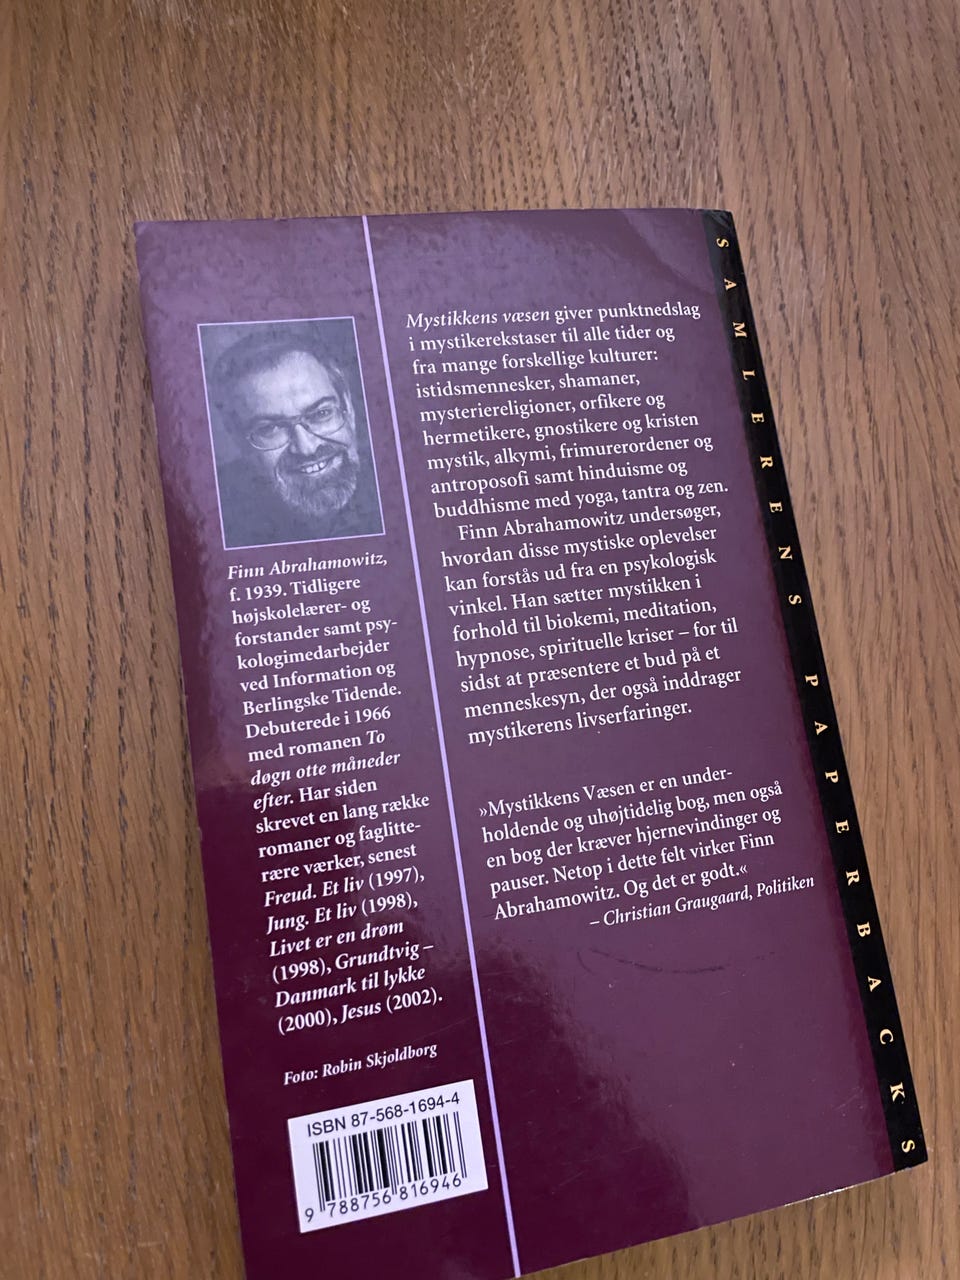 Finn Abrahamowitz,
f. 1939. Tidligere
højskolelærer- og
forstander samt psy-
kologimedarbejder
ved Information og
Berlingske Tidende.
Debuterede i 1966
med romanen To
døgn otte måneder
efter. Har siden
skrevet en lang række
romaner og faglitte-
rære værker, senest
Freud. Et liv (1997),
Jung. Et liv (1998),
Livet er en drøm
(1998), Grundtvig –
Danmark til lykke
(2000), Jesus (2002).
Foto: Robin Skjoldborg
ISBN 87-568-1694-4
9 788756 816946
Mystikkens væsen giver punktnedslag
i mystikerekstaser til alle tider og
fra mange forskellige kulturer:
istidsmennesker, shamaner,
mysteriereligioner, orfikere og
hermetikere, gnostikere og kristen
mystik, alkymi, frimurerordener og
antroposofi samt hinduisme og
buddhisme med yoga, tantra og zen.
Finn Abrahamowitz undersøger,
hvordan disse mystiske oplevelser
kan forstås ud fra en psykologisk
vinkel. Han sætter mystikken i
forhold til biokemi, meditation,
hypnose, spirituelle kriser – for til
sidst at præsentere et bud på et
menneskesyn, der også inddrager
mystikerens livserfaringer.
»Mystikkens Væsen er en under-
holdende og uhøjtidelig bog, men også
en bog der kræver hjernevindinger og
pauser. Netop i dette felt virker Finn
Abrahamowitz. Og det er godt.«
– Christian Graugaard, Politiken
SAMLERENS PAPERBACKS